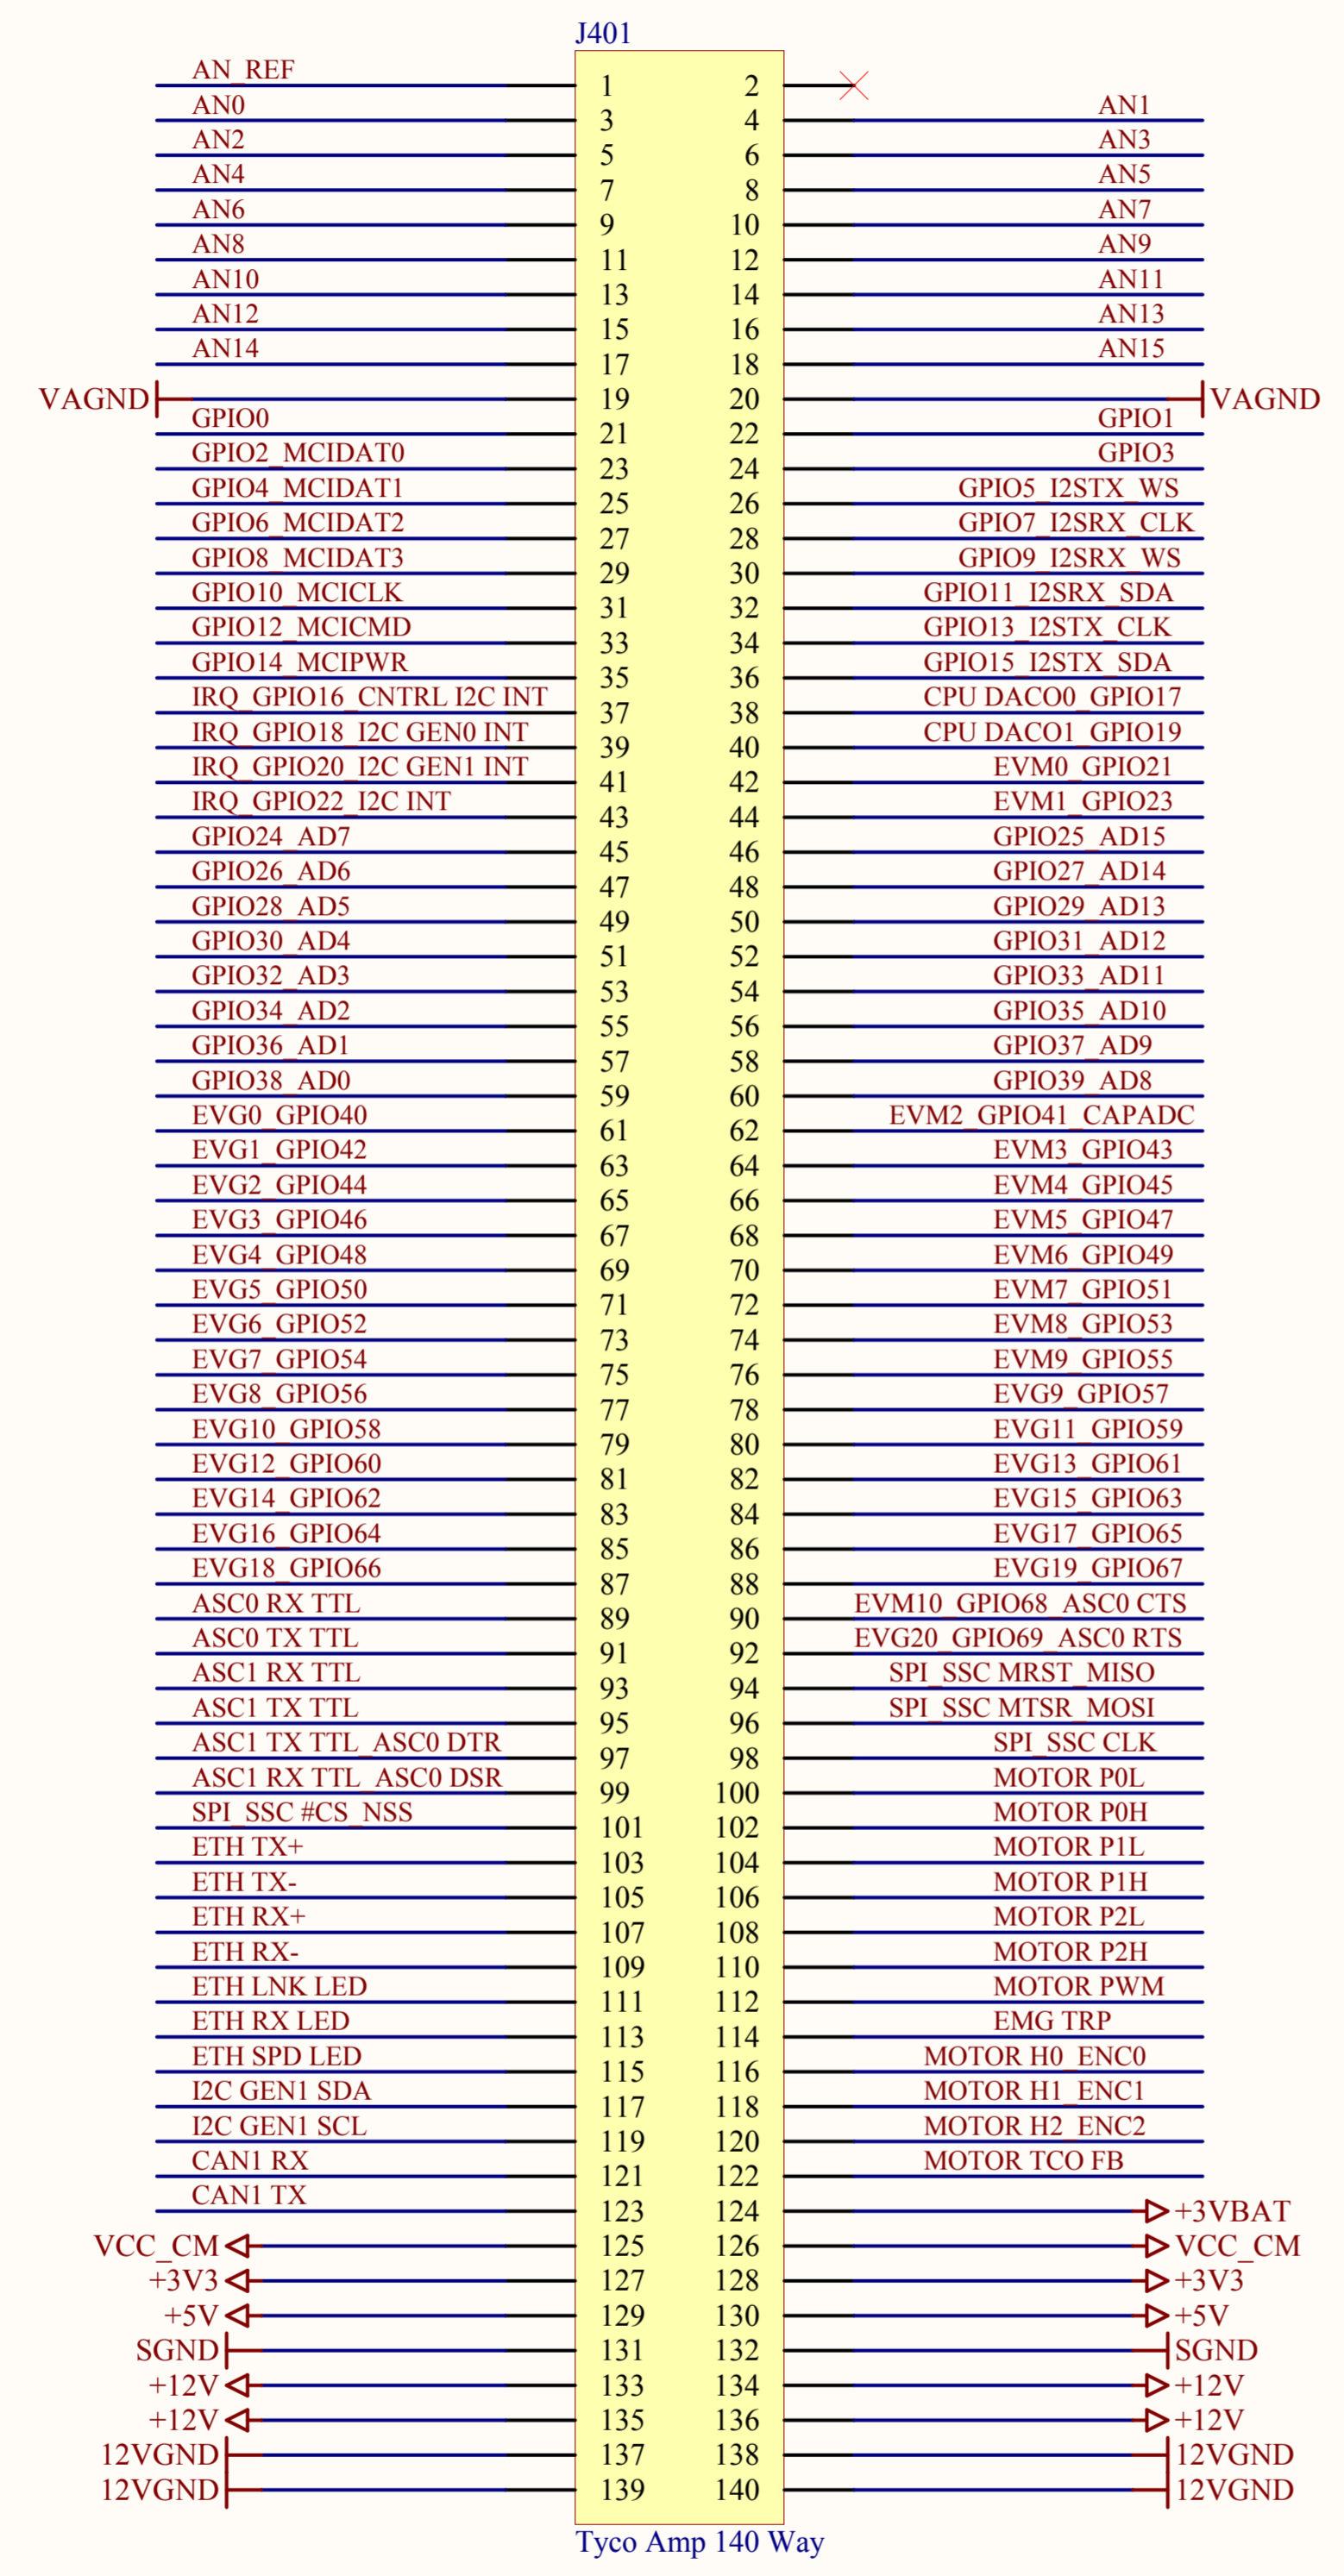 J401
AN_REF 1 2
AN0 3 4 AN1
AN2 5 6 AN3
AN4 7 8 AN5
AN6 9 10 AN7
AN8 11 12 AN9
AN10 13 14 AN11
AN12 15 16 AN13
AN14 17 18 AN15
VAGND 19 20 VAGND
GPIO0 21 22 GPIO1
GPIO2_MCIDAT0 23 24 GPIO3
GPIO4_MCIDAT1 25 26 GPIO5_I2STX_WS
GPIO6_MCIDAT2 27 28 GPIO7_I2SRX_CLK
GPIO8_MCIDAT3 29 30 GPIO9_I2SRX_WS
GPIO10_MCICLK 31 32 GPIO11_I2SRX_SDA
GPIO12_MCICMD 33 34 GPIO13_I2STX_CLK
GPIO14_MCIPWR 35 36 GPIO15_I2STX_SDA
IRQ_GPIO16_CNTRL I2C INT 37 38 CPU DACO0_GPIO17
IRQ_GPIO18_I2C GEN0 INT 39 40 CPU DACO1_GPIO19
IRQ_GPIO20_I2C GEN1 INT 41 42 EVM0_GPIO21
IRQ_GPIO22_I2C INT 43 44 EVM1_GPIO23
GPIO24_AD7 45 46 GPIO25_AD15
GPIO26_AD6 47 48 GPIO27_AD14
GPIO28_AD5 49 50 GPIO29_AD13
GPIO30_AD4 51 52 GPIO31_AD12
GPIO32_AD3 53 54 GPIO33_AD11
GPIO34_AD2 55 56 GPIO35_AD10
GPIO36_AD1 57 58 GPIO37_AD9
GPIO38_AD0 59 60 GPIO39_AD8
EVG0_GPIO40 61 62 EVM2_GPIO41_CAPADC
EVG1_GPIO42 63 64 EVM3_GPIO43
EVG2_GPIO44 65 66 EVM4_GPIO45
EVG3_GPIO46 67 68 EVM5_GPIO47
EVG4_GPIO48 69 70 EVM6_GPIO49
EVG5_GPIO50 71 72 EVM7_GPIO51
EVG6_GPIO52 73 74 EVM8_GPIO53
EVG7_GPIO54 75 76 EVM9_GPIO55
EVG8_GPIO56 77 78 EVG9_GPIO57
EVG10_GPIO58 79 80 EVG11_GPIO59
EVG12_GPIO60 81 82 EVG13_GPIO61
EVG14_GPIO62 83 84 EVG15_GPIO63
EVG16_GPIO64 85 86 EVG17_GPIO65
EVG18_GPIO66 87 88 EVG19_GPIO67
ASC0 RX TTL 89 90 EVM10_GPIO68_ASC0 CTS
ASC0 TX TTL 91 92 EVG20_GPIO69_ASC0 RTS
ASC1 RX TTL 93 94 SPI_SSC MRST_MISO
ASC1 TX TTL 95 96 SPI_SSC MTSR_MOSI
ASC1 TX TTL_ASC0 DTR 97 98 SPI_SSC CLK
ASC1 RX TTL_ASC0 DSR 99 100 MOTOR P0L
SPI_SSC #CS_NSS 101 102 MOTOR P0H
ETH TX+ 103 104 MOTOR P1L
ETH TX- 105 106 MOTOR P1H
ETH RX+ 107 108 MOTOR P2L
ETH RX- 109 110 MOTOR P2H
ETH LNK LED 111 112 MOTOR PWM
ETH RX LED 113 114 EMG TRP
ETH SPD LED 115 116 MOTOR H0_ENC0
I2C GEN1 SDA 117 118 MOTOR H1_ENC1
I2C GEN1 SCL 119 120 MOTOR H2_ENC2
CAN1 RX 121 122 MOTOR TCO FB
CAN1 TX 123 124 +3VBAT
VCC_CM 125 126 VCC_CM
+3V3 127 128 +3V3
+5V 129 130 +5V
SGND 131 132 SGND
+12V 133 134 +12V
+12V 135 136 +12V
12VGND 137 138 12VGND
12VGND 139 140 12VGND
Tyco Amp 140 Way